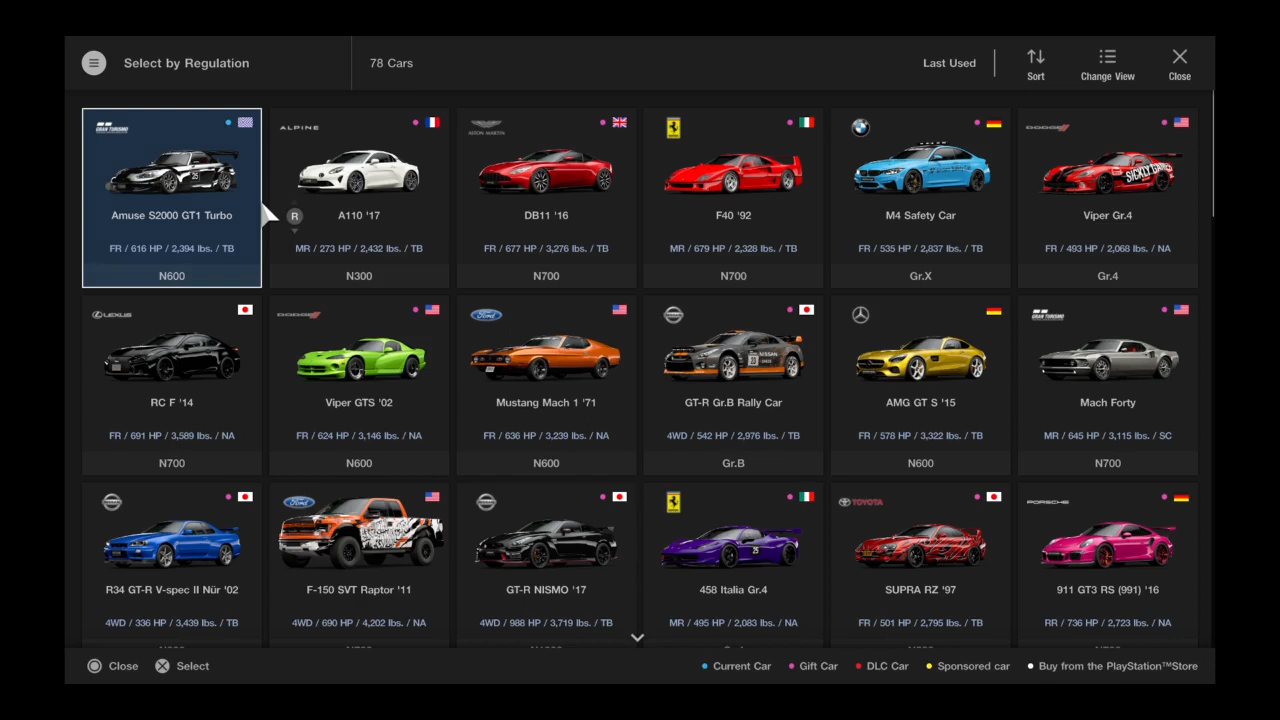 Select by Regulation
78 Cars
Last Used
Sort
Change View
Close
GRAN TURISMO
Amuse S2000 GT1 Turbo
FR / 616 HP / 2,394 lbs. / TB
N600
ALPINE
R
A110 '17
MR / 273 HP / 2,432 lbs. / TB
N300
ASTON MARTIN
DB11 '16
FR / 677 HP / 3,276 lbs. / TB
N700
F40 '92
MR / 679 HP / 2,328 lbs. / TB
N700
M4 Safety Car
FR / 535 HP / 2,837 lbs. / TB
Gr.X
DODGE
SICKLY GAMES
Viper Gr.4
FR / 493 HP / 2,068 lbs. / NA
Gr.4
LEXUS
RC F '14
FR / 691 HP / 3,589 lbs. / NA
N700
DODGE
Viper GTS '02
FR / 624 HP / 3,146 lbs. / NA
N600
Ford
Mustang Mach 1 '71
FR / 636 HP / 3,239 lbs. / NA
N600
NISSAN
GT-R Gr.B Rally Car
4WD / 542 HP / 2,976 lbs. / TB
Gr.B
AMG GT S '15
FR / 578 HP / 3,322 lbs. / TB
N600
GRAN TURISMO
Mach Forty
MR / 645 HP / 3,115 lbs. / SC
N700
R34 GT-R V-spec II Nür '02
4WD / 336 HP / 3,439 lbs. / TB
Ford
F-150 SVT Raptor '11
4WD / 690 HP / 4,202 lbs. / NA
GT-R NISMO '17
4WD / 988 HP / 3,719 lbs. / TB
25
458 Italia Gr.4
MR / 495 HP / 2,083 lbs. / NA
TOYOTA
SUPRA RZ '97
FR / 501 HP / 2,795 lbs. / TB
PORSCHE
911 GT3 RS (991) '16
RR / 736 HP / 2,723 lbs. / NA
Close
Select
Current Car
Gift Car
DLC Car
Sponsored car
Buy from the PlayStation™Store